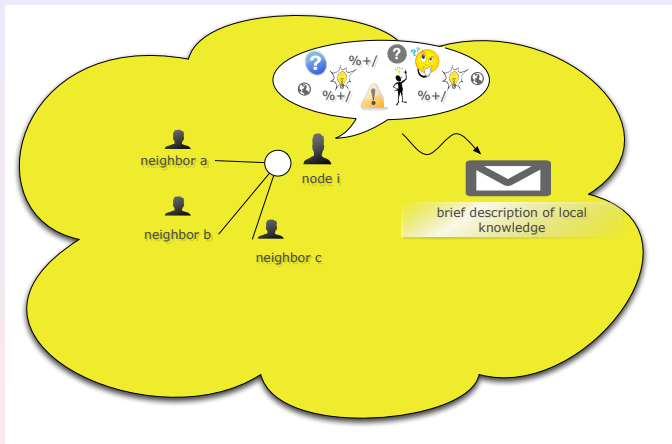 %+/
%+/
%+/
neighbor a
node i
neighbor b
neighbor c
brief description of local
knowledge